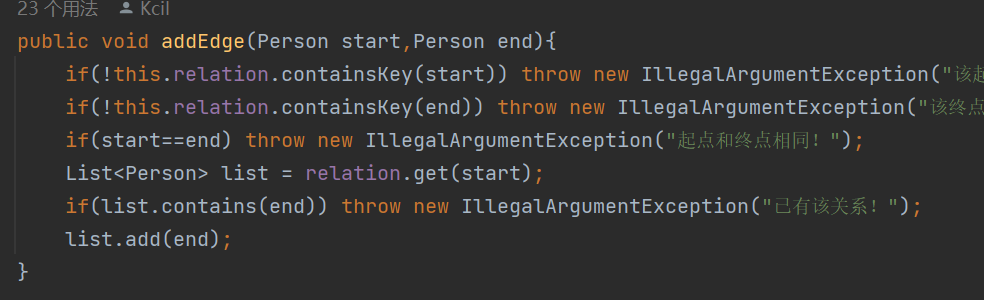 23 个用法 Kcil
public void addEdge(Person start,Person end){
if(!this.relation.containsKey(start)) throw new IllegalArgumentException("该起
if(!this.relation.containsKey(end)) throw new IllegalArgumentException("该终点
if(start==end) throw new IllegalArgumentException("起点和终点相同！");
List<Person> list = relation.get(start);
if(list.contains(end)) throw new IllegalArgumentException("已有该关系！");
list.add(end);
}